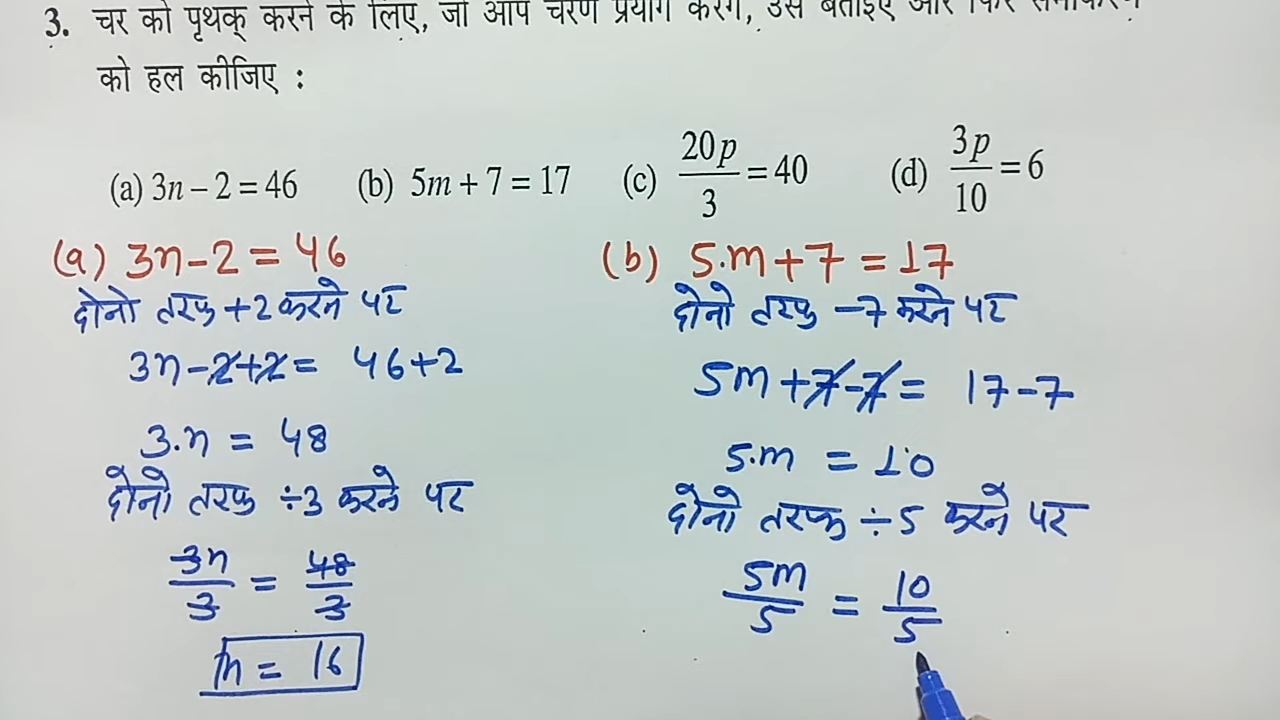 3. चर को पृथक् करने के लिए, जो आप चरण प्रयोग करेंगे, उसे बताइए और फिर समीकरण
को हल कीजिए :
(a) 3n – 2 = 46 (b) 5m + 7 = 17 (c) 20p/3 = 40 (d) 3p/10 = 6
(a) 3n-2 = 46
दोनो तरफ +2 करने पर
3n-2+2 = 46+2
3.n = 48
दोनो तरफ ÷3 करने पर
3n/3 = 48/3
n = 16
(b) 5.m+7 = 17
दोनो तरफ -7 करने पर
5m+7-7 = 17-7
5.m = 10
दोनो तरफ ÷5 करने पर
5m/5 = 10/5